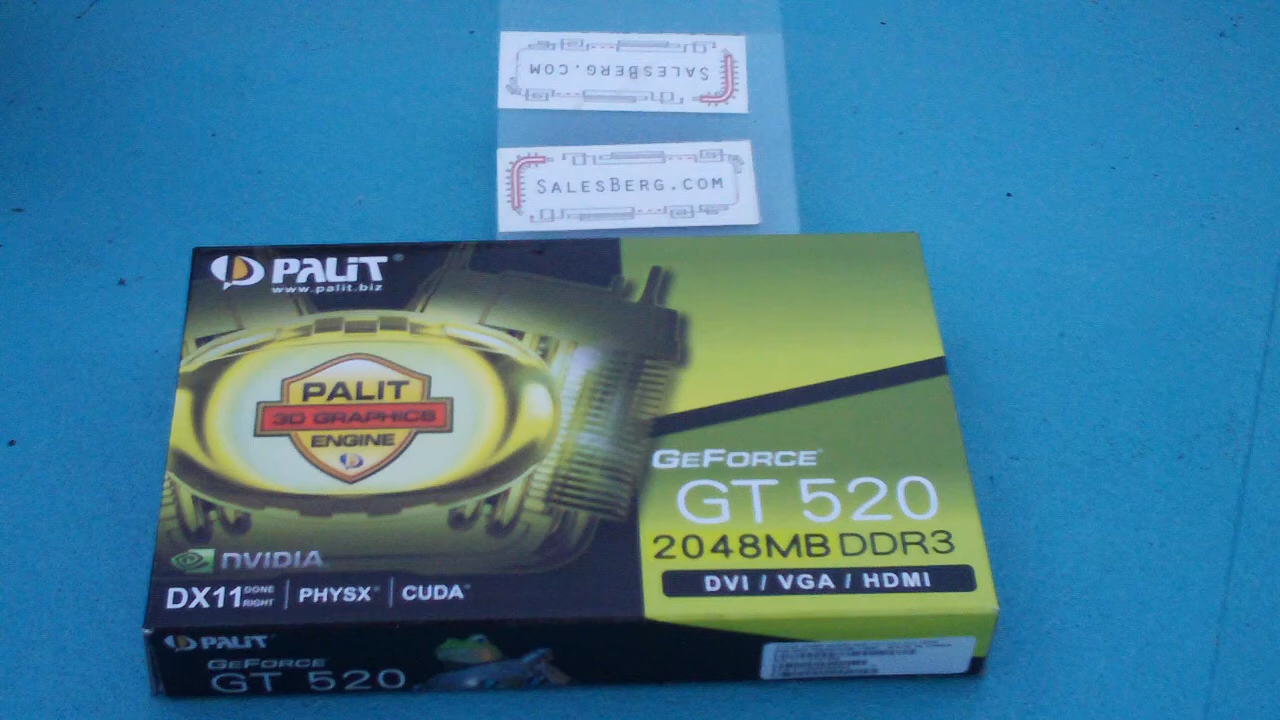 SALESBERG.COM
SALESBERG.COM
PALiT®
www.palit.biz
PALIT
3D GRAPHICS
ENGINE
GEFORCE®
GT 520
2048MB DDR3
DVI / VGA / HDMI
NVIDIA
DX11 DONE RIGHT | PHYSX® | CUDA™
PALiT®
GEFORCE®
GT 520